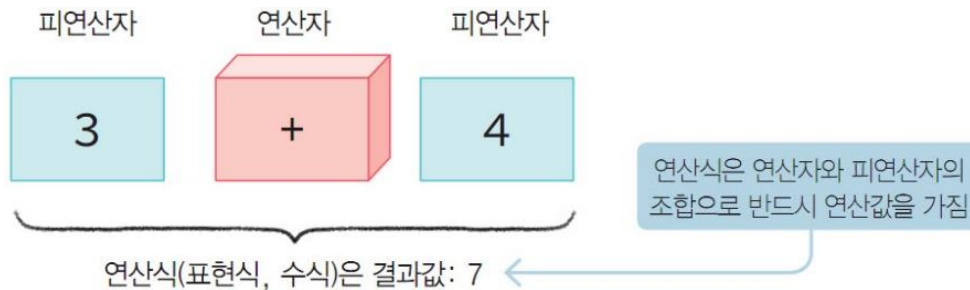 피연산자 연산자 피연산자
3 + 4
연산식은 연산자와 피연산자의
조합으로 반드시 연산값을 가짐
연산식(표현식, 수식)은 결과값: 7